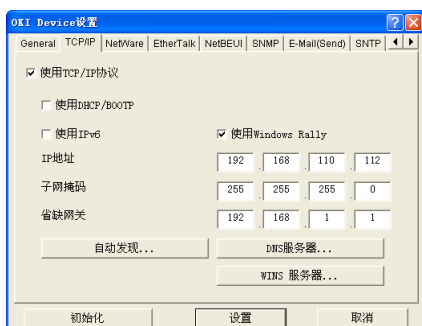 OKI Device设置
General TCP/IP NetWare EtherTalk NetBEUI SNMP E-Mail(Send) SNTP
使用TCP/IP协议
使用DHCP/BOOTP
使用IPv6 使用Windows Rally
IP地址 192 . 168 . 110 . 112
子网掩码 255 . 255 . 255 . 0
省缺网关 192 . 168 . 1 . 1
自动发现... DNS服务器...
WINS 服务器...
初始化 设置 取消